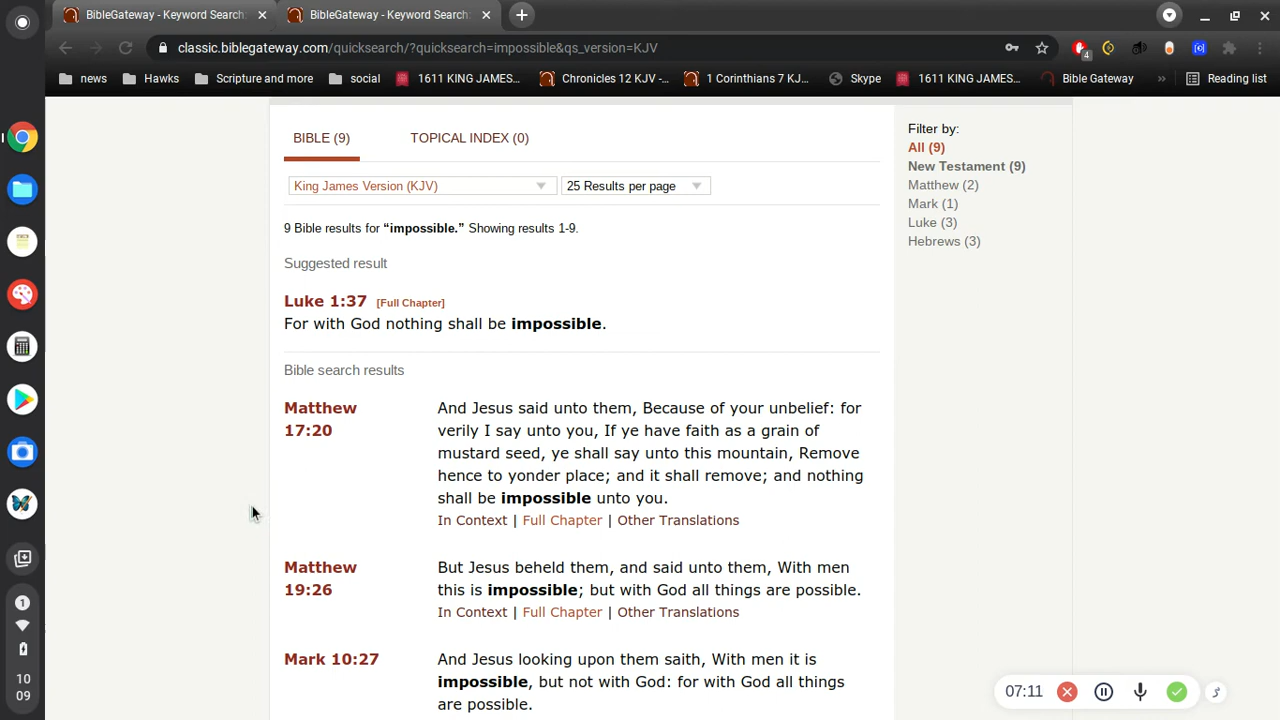 BibleGateway - Keyword Search:
BibleGateway - Keyword Search:
classic.biblegateway.com/quicksearch/?quicksearch=impossible&qs_version=KJV
4
news
Hawks
Scripture and more
social
1611 KING JAMES...
Chronicles 12 KJV -...
1 Corinthians 7 KJ...
Skype
1611 KING JAMES...
Bible Gateway
»
Reading list
BIBLE (9)
TOPICAL INDEX (0)
King James Version (KJV)
25 Results per page
9 Bible results for “impossible.” Showing results 1-9.
Suggested result
Luke 1:37 [Full Chapter]
For with God nothing shall be impossible.
Bible search results
Matthew
17:20
And Jesus said unto them, Because of your unbelief: for
verily I say unto you, If ye have faith as a grain of
mustard seed, ye shall say unto this mountain, Remove
hence to yonder place; and it shall remove; and nothing
shall be impossible unto you.
In Context | Full Chapter | Other Translations
Matthew
19:26
But Jesus beheld them, and said unto them, With men
this is impossible; but with God all things are possible.
In Context | Full Chapter | Other Translations
Mark 10:27
And Jesus looking upon them saith, With men it is
impossible, but not with God: for with God all things
are possible.
Filter by:
All (9)
New Testament (9)
Matthew (2)
Mark (1)
Luke (3)
Hebrews (3)
1
10
09
07:11